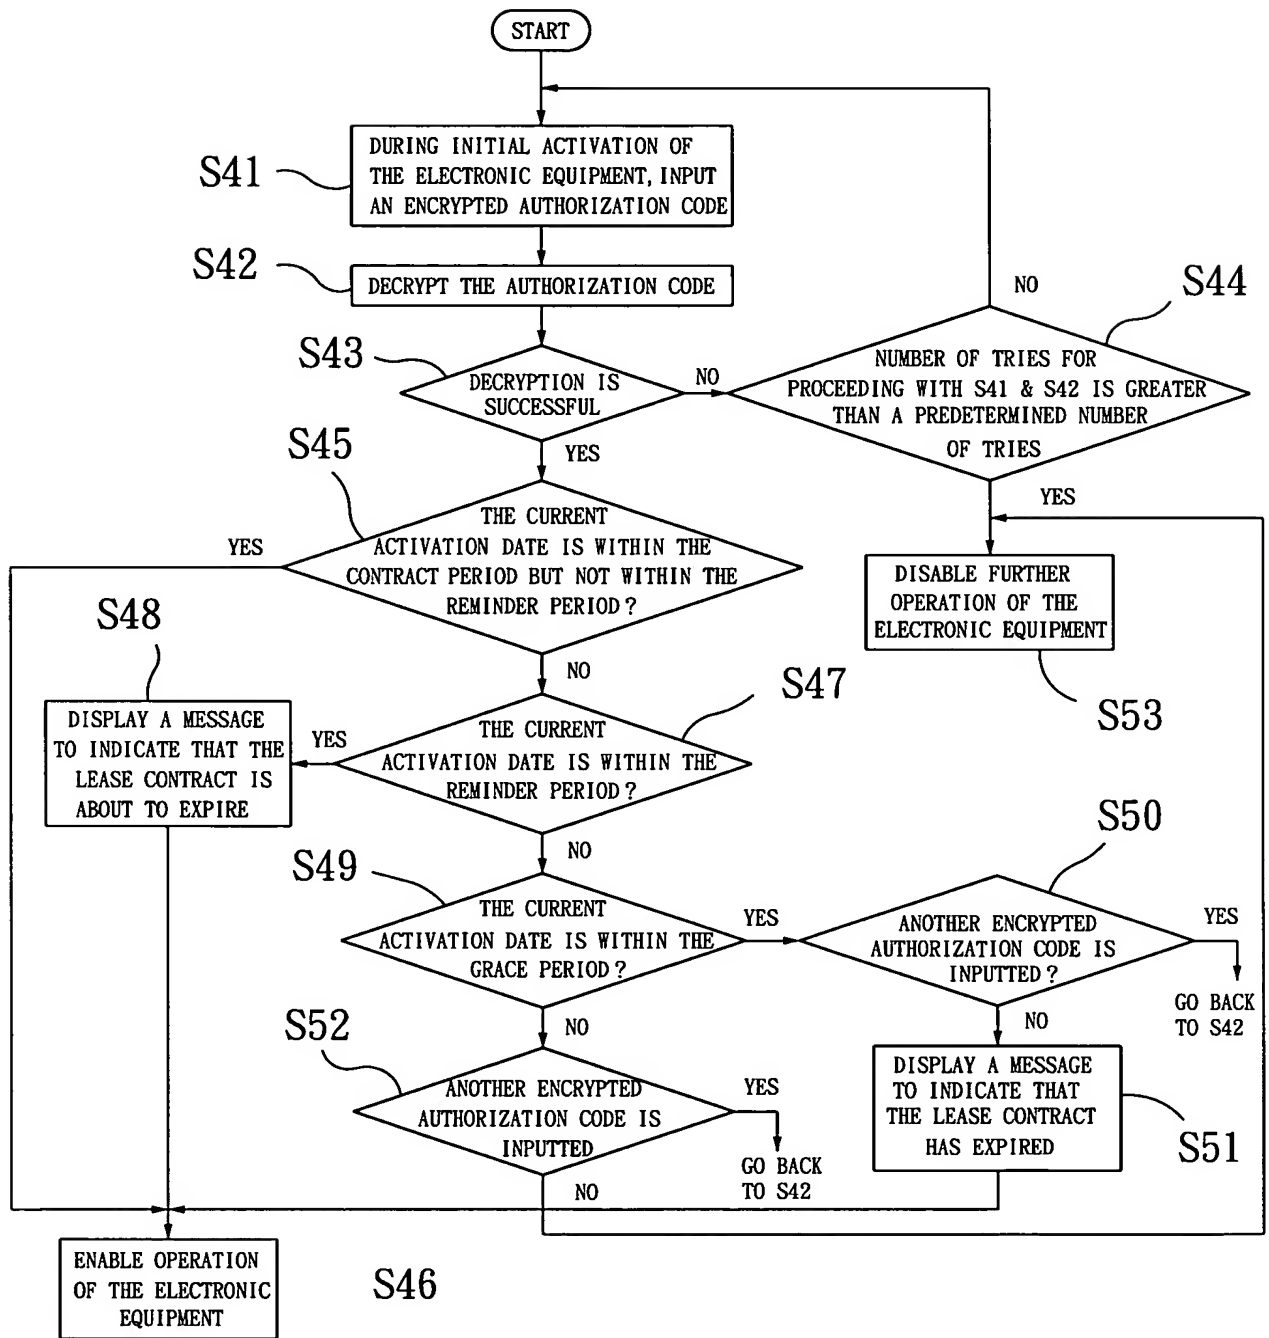 START
DURING INITIAL ACTIVATION OF
THE ELECTRONIC EQUIPMENT, INPUT
AN ENCRYPTED AUTHORIZATION CODE
S41
S42
DECRYPT THE AUTHORIZATION CODE
NO
S44
S43
DECRYPTION IS
SUCCESSFUL
NO
NUMBER OF TRIES FOR
PROCEEDING WITH S41 & S42 IS GREATER
THAN A PREDETERMINED NUMBER
OF TRIES
YES
S45
YES
THE CURRENT
ACTIVATION DATE IS WITHIN THE
CONTRACT PERIOD BUT NOT WITHIN THE
REMINDER PERIOD?
YES
DISABLE FURTHER
OPERATION OF THE
ELECTRONIC EQUIPMENT
S53
S48
NO
S47
DISPLAY A MESSAGE
TO INDICATE THAT THE
LEASE CONTRACT IS
ABOUT TO EXPIRE
YES
THE CURRENT
ACTIVATION DATE IS WITHIN THE
REMINDER PERIOD?
NO
S50
S49
THE CURRENT
ACTIVATION DATE IS WITHIN THE
GRACE PERIOD?
YES
ANOTHER ENCRYPTED
AUTHORIZATION CODE IS
INPUTTED?
YES
GO BACK
TO S42
NO
NO
S52
ANOTHER ENCRYPTED
AUTHORIZATION CODE IS
INPUTTED
YES
GO BACK
TO S42
DISPLAY A MESSAGE
TO INDICATE THAT
THE LEASE CONTRACT
HAS EXPIRED
S51
NO
ENABLE OPERATION
OF THE ELECTRONIC
EQUIPMENT
S46